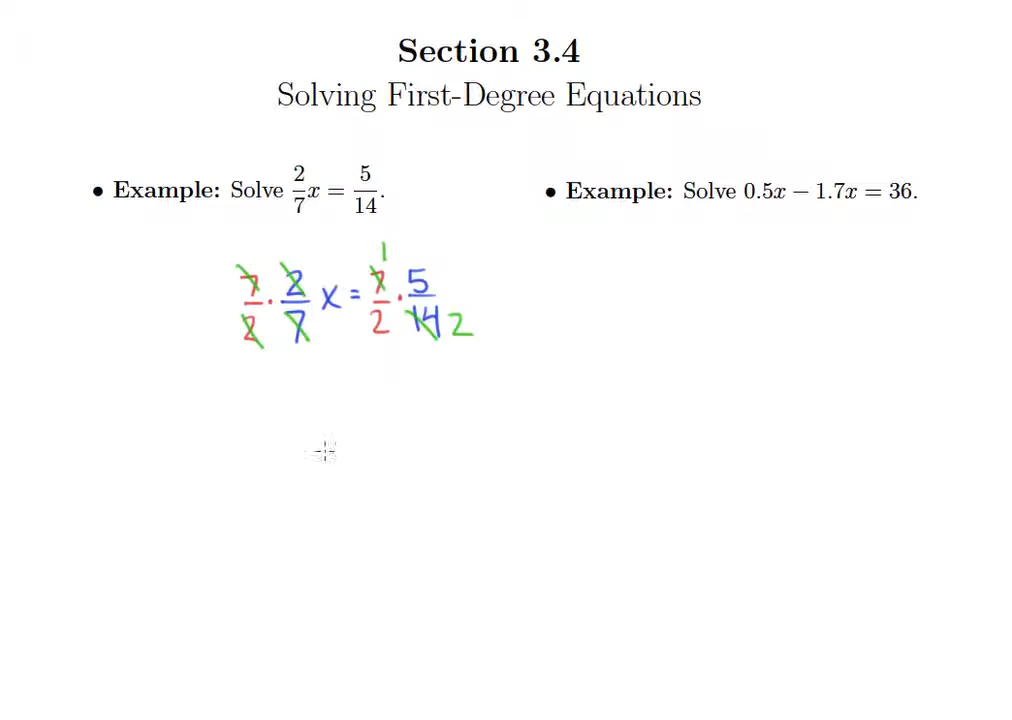 Section 3.4
Solving First-Degree Equations
• Example: Solve 2/7 x = 5/14.
7/2 · 2/7 x = 7/2 · 5/14
1
2
• Example: Solve 0.5x − 1.7x = 36.